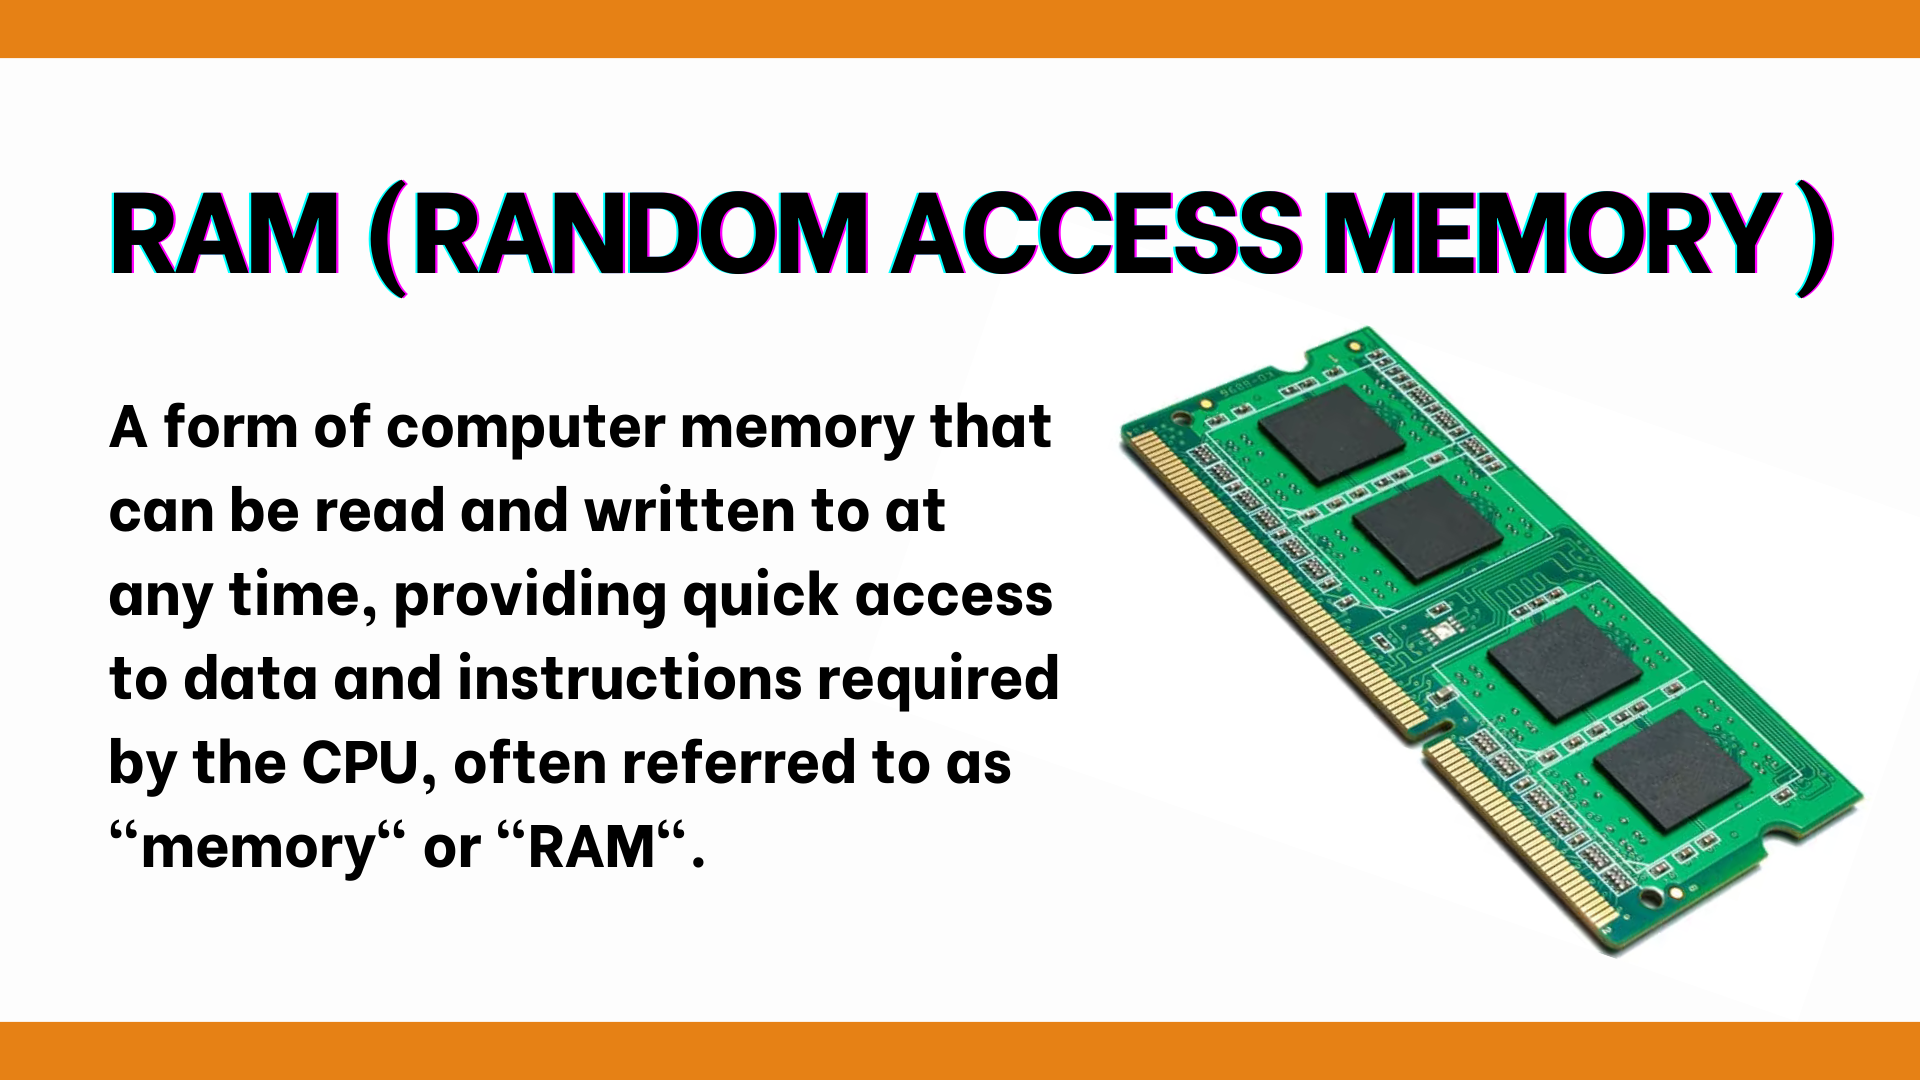 RAM (RANDOM ACCESS MEMORY)
A form of computer memory that
can be read and written to at
any time, providing quick access
to data and instructions required
by the CPU, often referred to as
“memory“ or “RAM“.